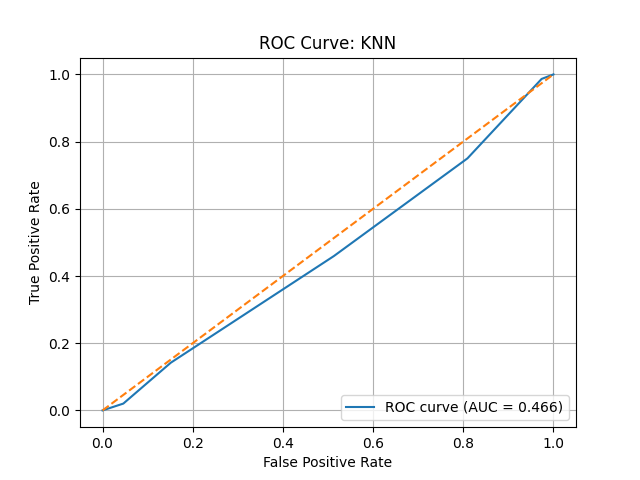 ROC Curve: KNN
True Positive Rate
1.0
0.8
0.6
0.4
0.2
0.0
ROC curve (AUC = 0.466)
0.0 0.2 0.4 0.6 0.8 1.0
False Positive Rate